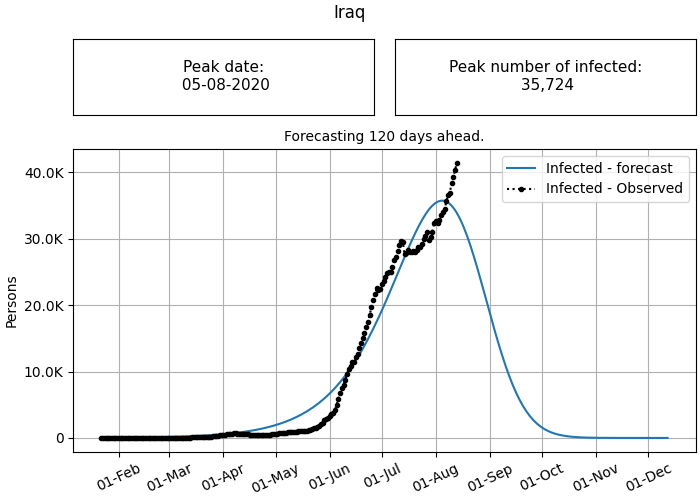 Iraq
Peak date:
05-08-2020
Peak number of infected:
35,724
Forecasting 120 days ahead.
Infected - forecast
Infected - Observed
Persons
40.0K
30.0K
20.0K
10.0K
0
01-Feb
01-Mar
01-Apr
01-May
01-Jun
01-Jul
01-Aug
01-Sep
01-Oct
01-Nov
01-Dec